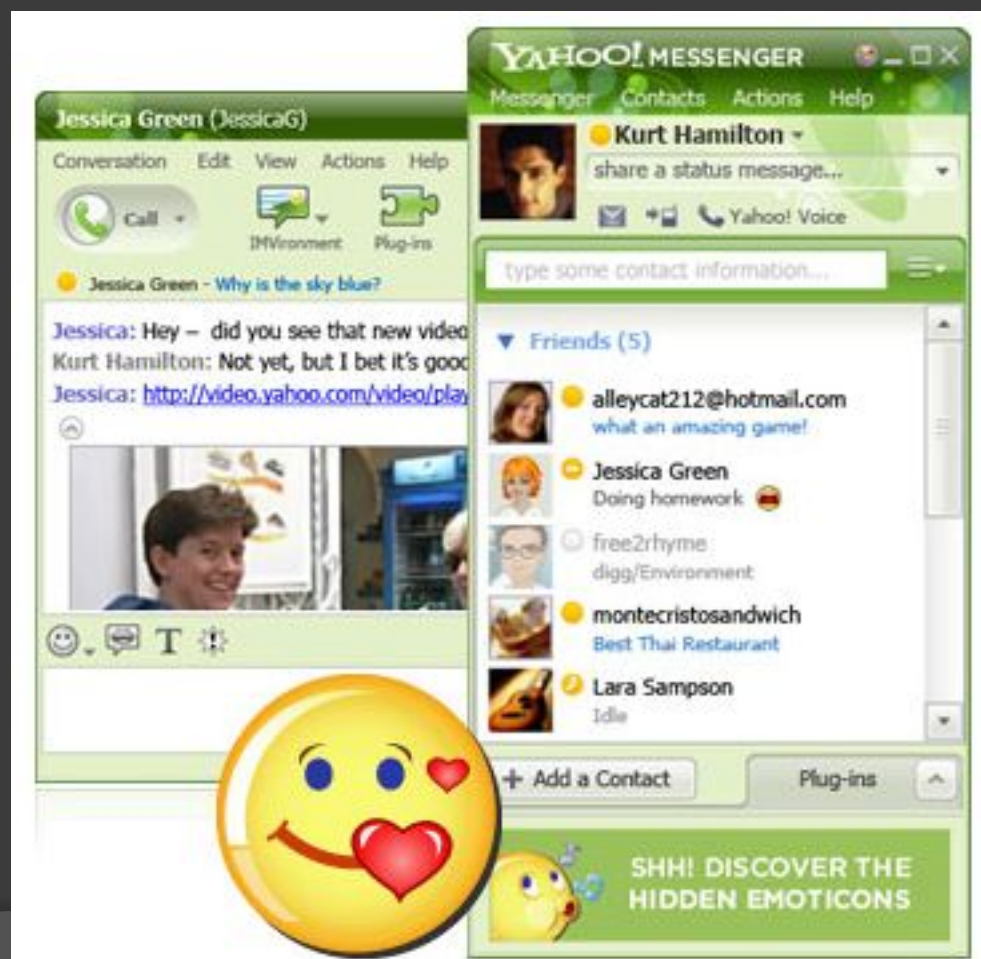 Jessica Green (JessicaG)
Conversation Edit View Actions Help
Call
IMVironment Plug-ins
Jessica Green - Why is the sky blue?
Jessica: Hey – did you see that new video
Kurt Hamilton: Not yet, but I bet it's good
Jessica: http://video.yahoo.com/video/play
T
YAHOO! MESSENGER
Messenger Contacts Actions Help
Kurt Hamilton
share a status message...
Yahoo! Voice
type some contact information...
Friends (5)
alleycat212@hotmail.com
what an amazing game!
Jessica Green
Doing homework
free2rhyme
digg/Environment
montecristosandwich
Best Thai Restaurant
Lara Sampson
Idle
+ Add a Contact
Plug-ins
SHH! DISCOVER THE
HIDDEN EMOTICONS